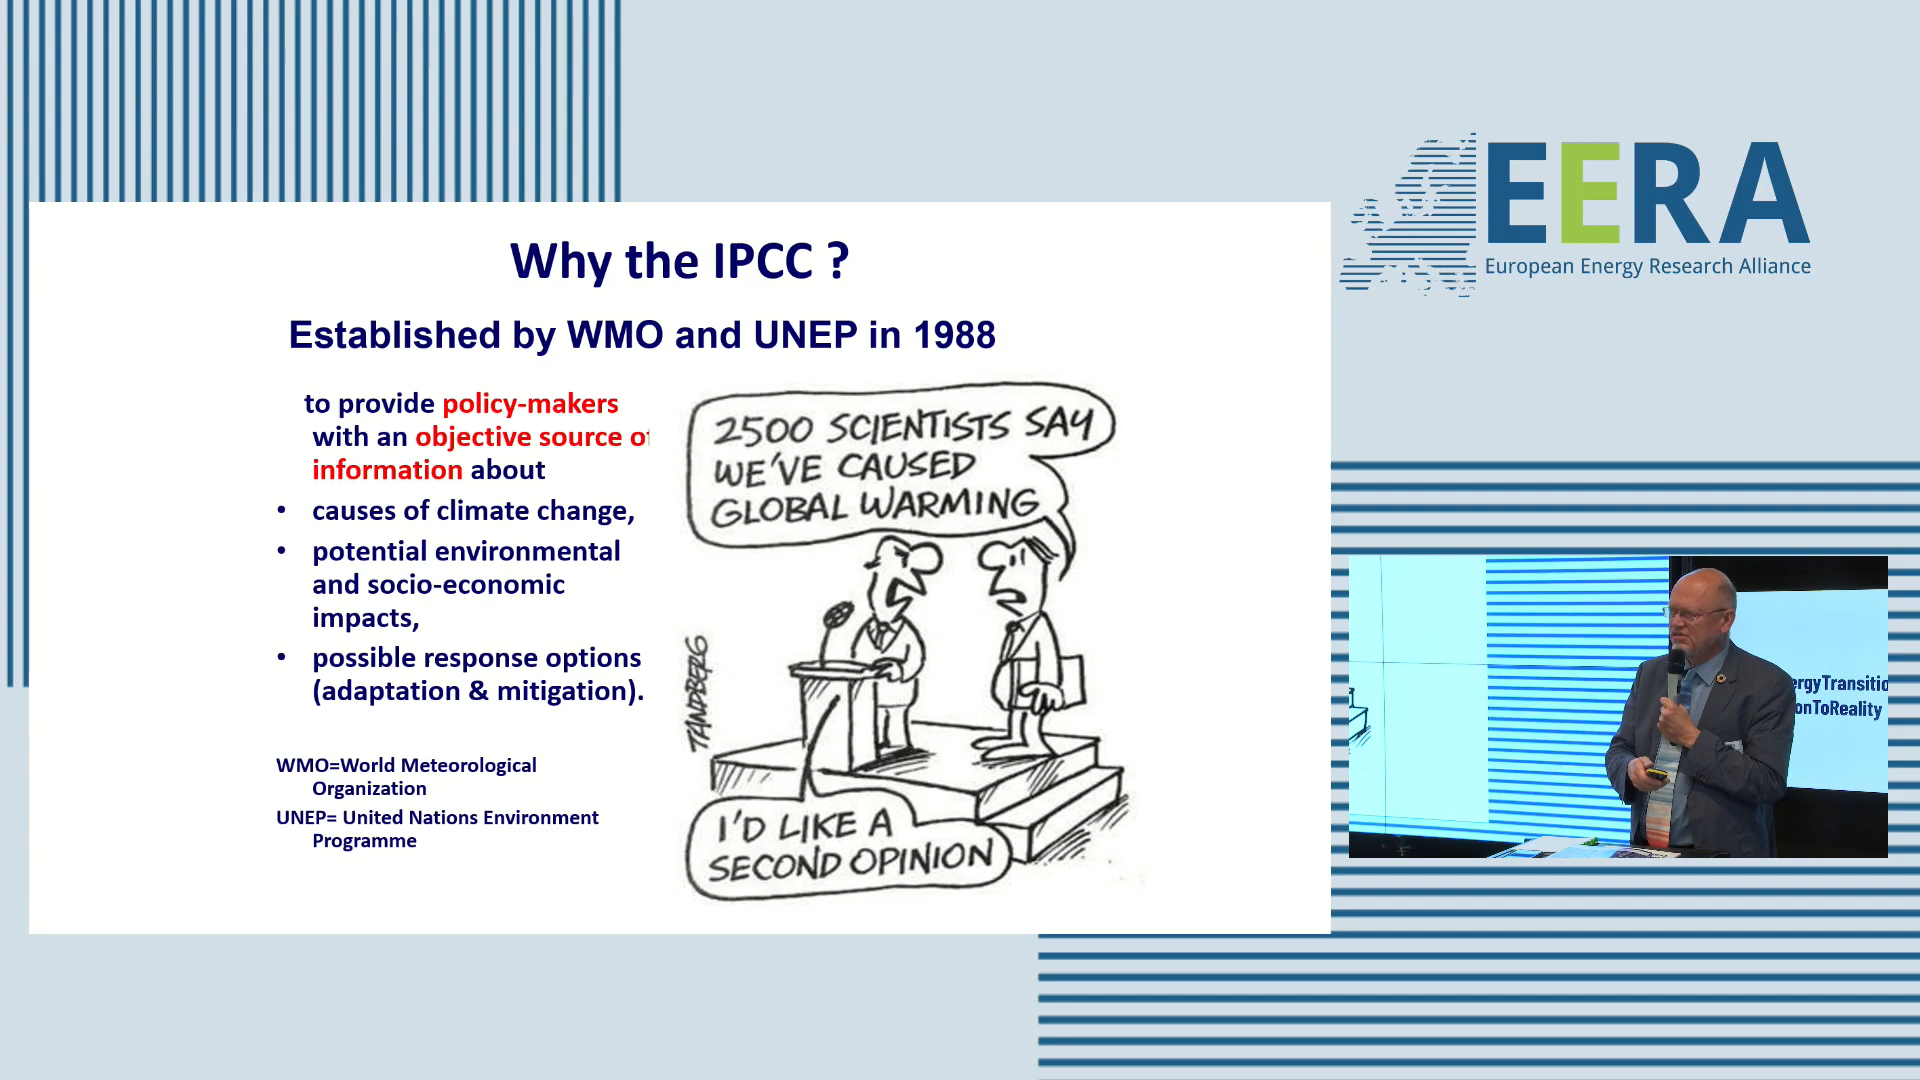 EERA
European Energy Research Alliance
Why the IPCC ?
Established by WMO and UNEP in 1988
to provide policy-makers
with an objective source of
information about
• causes of climate change,
• potential environmental
and socio-economic
impacts,
• possible response options
(adaptation & mitigation).
WMO=World Meteorological
Organization
UNEP= United Nations Environment
Programme
2500 SCIENTISTS SAY
WE'VE CAUSED
GLOBAL WARMING
TANDBERG
I'D LIKE A
SECOND OPINION
ergyTransitio
onToReality